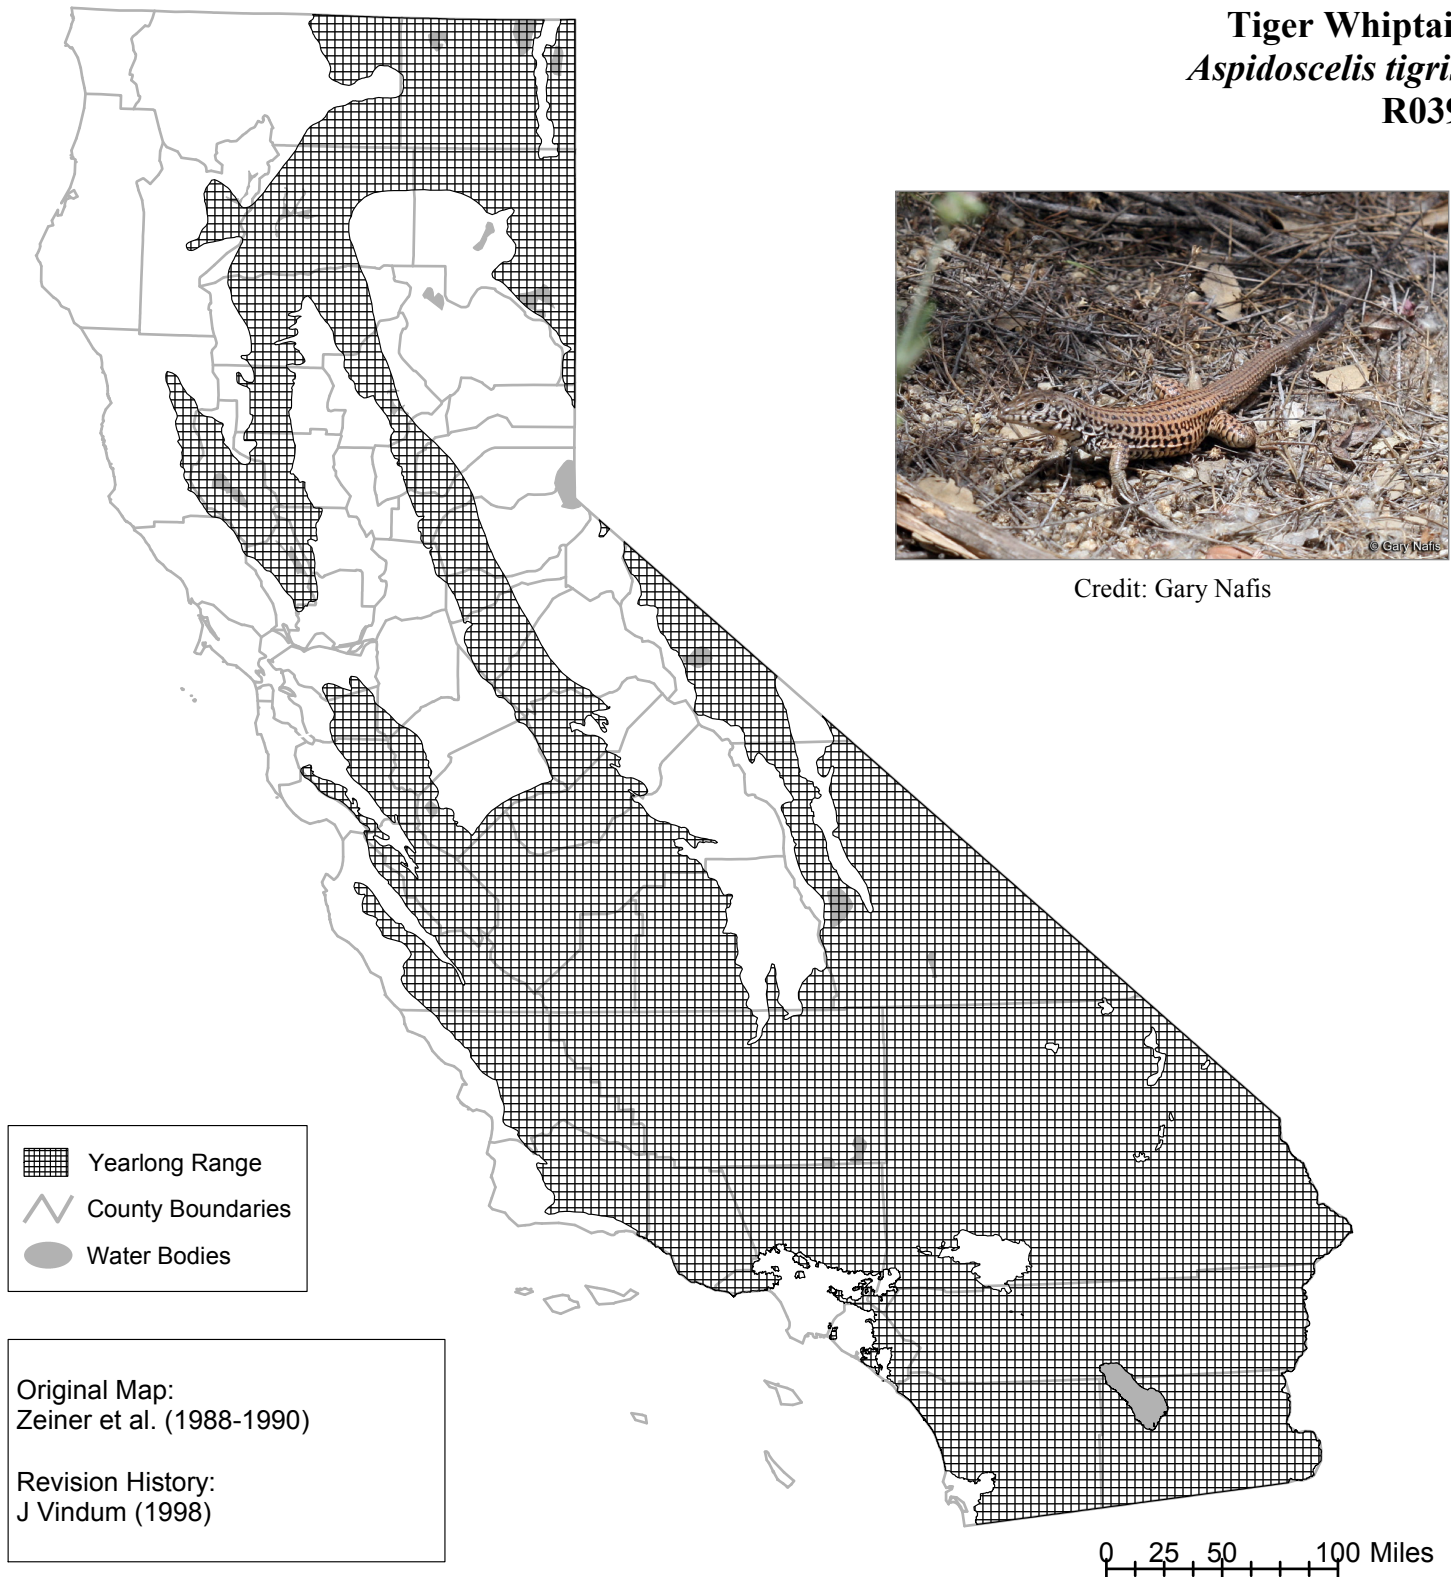 Tiger Whiptai
Aspidoscelis tigri
R039
© Gary Nafis
Credit: Gary Nafis
Yearlong Range
County Boundaries
Water Bodies
Original Map:
Zeiner et al. (1988-1990)
Revision History:
J Vindum (1998)
0 25 50 100 Miles